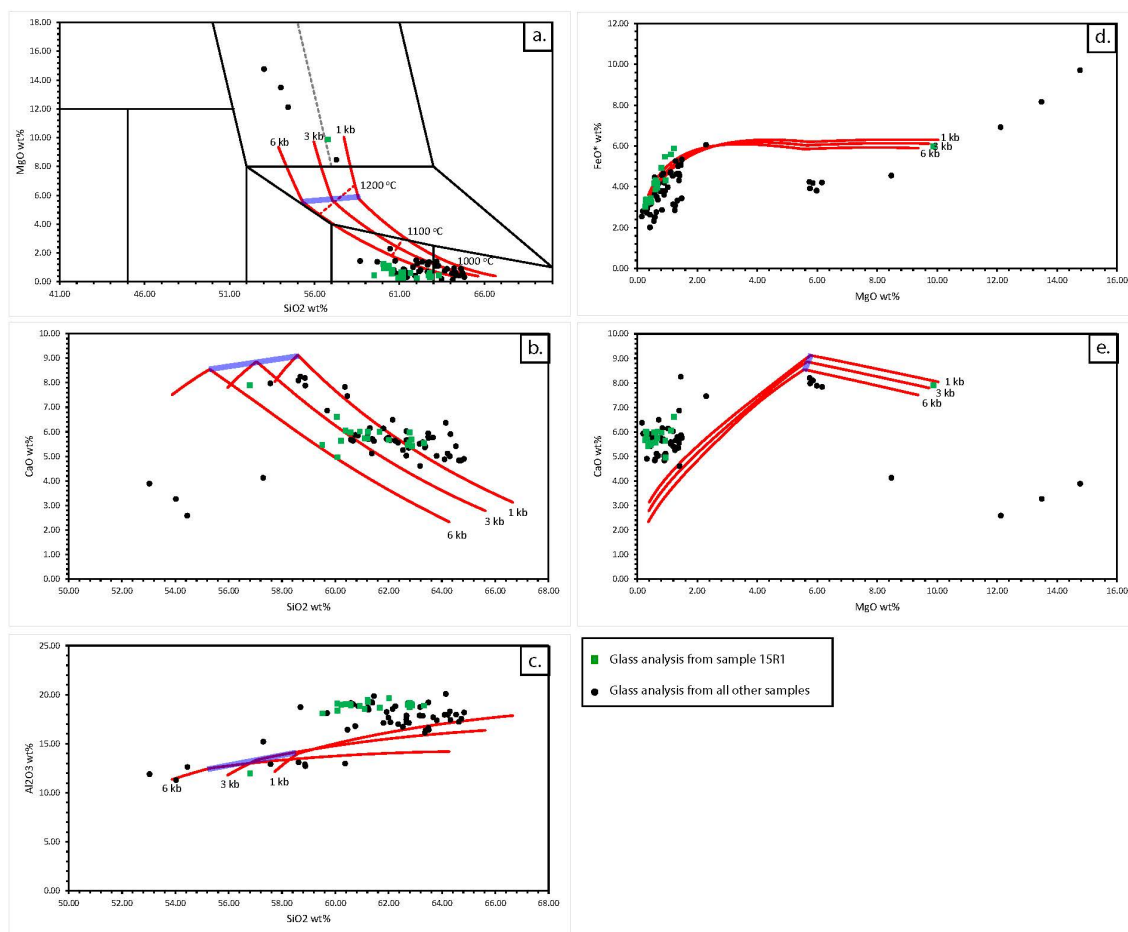 a.
18.00
16.00
14.00
12.00
10.00
8.00
6.00
4.00
2.00
0.00
MgO wt%
6 kb
3 kb
1 kb
1200 °C
1100 °C
1000 °C
41.00 46.00 51.00 56.00 61.00 66.00
SiO2 wt%
d.
12.00
10.00
8.00
6.00
4.00
2.00
0.00
FeO* wt%
1 kb
3 kb
6 kb
0.00 2.00 4.00 6.00 8.00 10.00 12.00 14.00 16.00
MgO wt%
b.
10.00
9.00
8.00
7.00
6.00
5.00
4.00
3.00
2.00
1.00
0.00
CaO wt%
1 kb
3 kb
6 kb
50.00 52.00 54.00 56.00 58.00 60.00 62.00 64.00 66.00 68.00
SiO2 wt%
e.
10.00
9.00
8.00
7.00
6.00
5.00
4.00
3.00
2.00
1.00
0.00
CaO wt%
1 kb
3 kb
6 kb
0.00 2.00 4.00 6.00 8.00 10.00 12.00 14.00 16.00
MgO wt%
c.
25.00
20.00
15.00
10.00
5.00
0.00
Al2O3 wt%
6 kb
3 kb
1 kb
50.00 52.00 54.00 56.00 58.00 60.00 62.00 64.00 66.00 68.00
SiO2 wt%
Glass analysis from sample 15R1
Glass analysis from all other samples